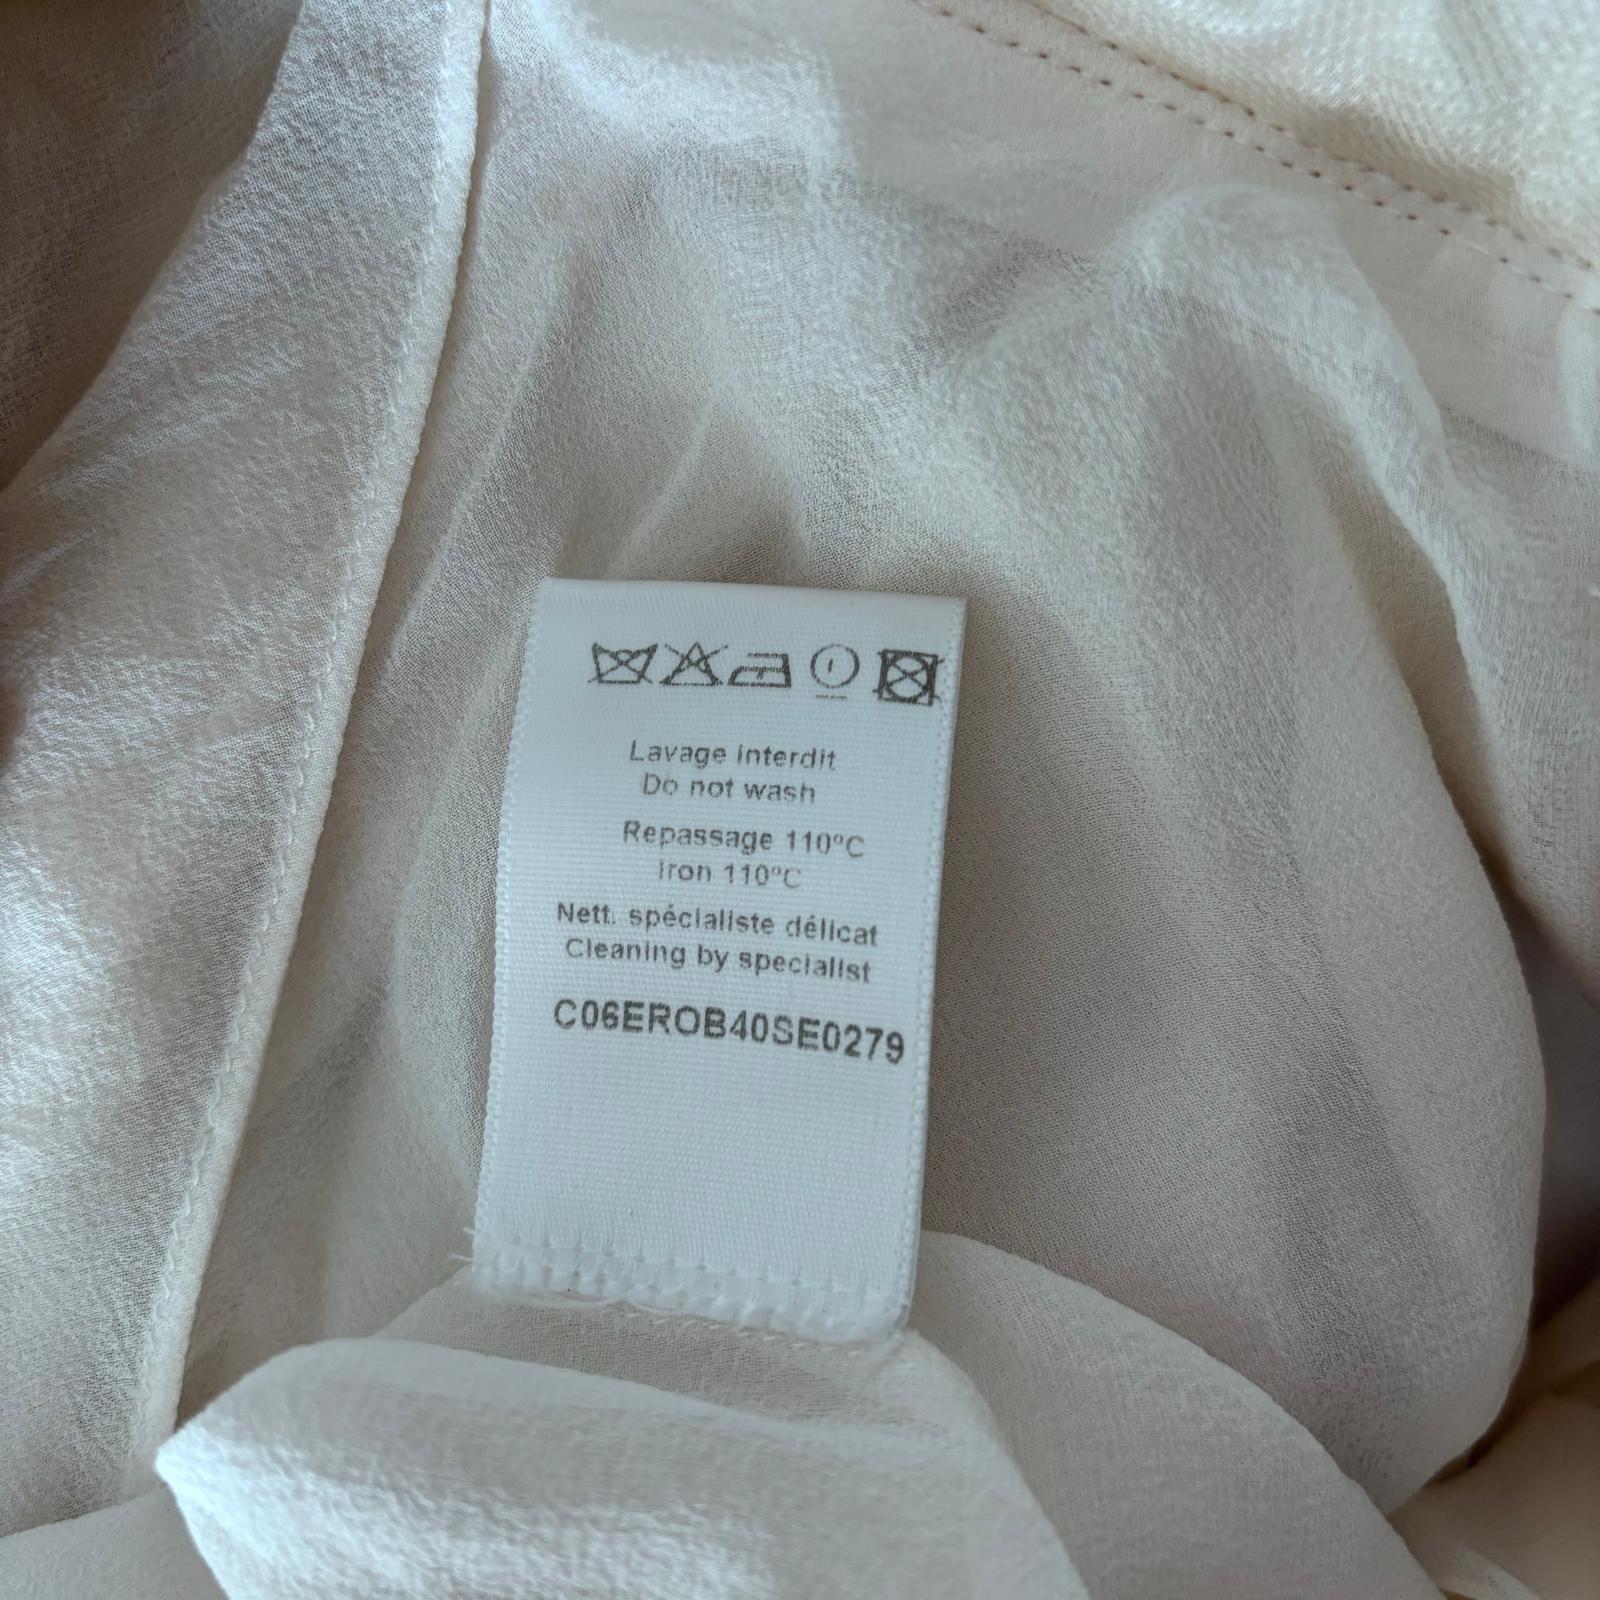 Lavage interdit
Do not wash
Repassage 110°C
Iron 110°C
Nett. spécialiste délicat
Cleaning by specialist
C06EROB40SE0279